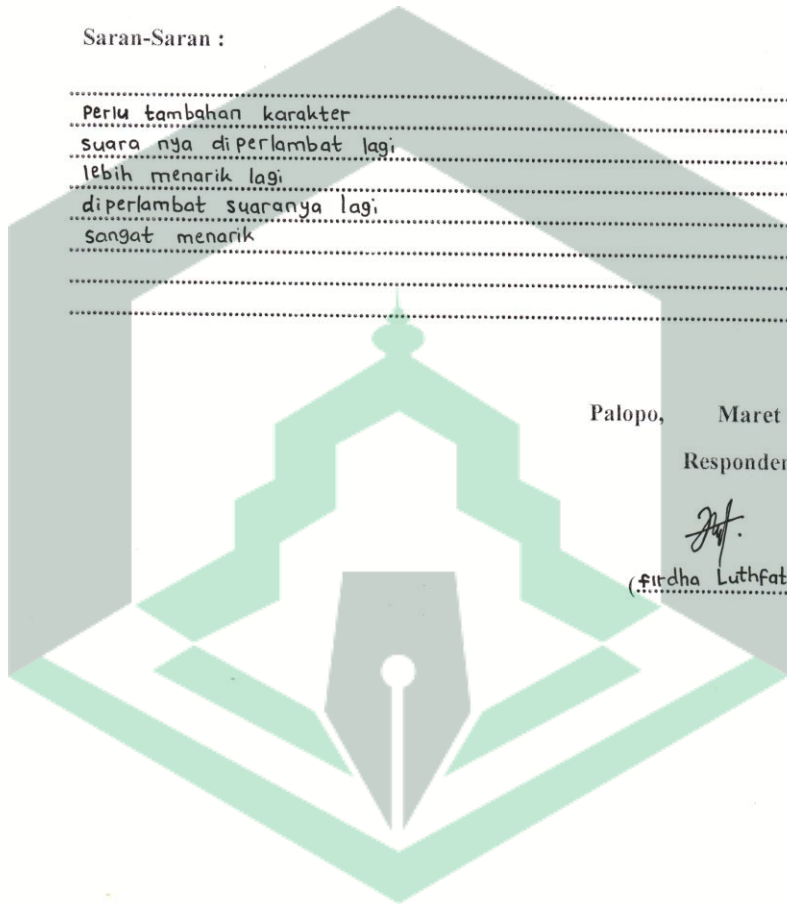 Saran-Saran :
Perlu tambahan karakter
suara nya diperlambat lagi
lebih menarik lagi
diperlambat suaranya lagi
sangat menarik
Palopo, Maret
Responden
(firdha Luthfat